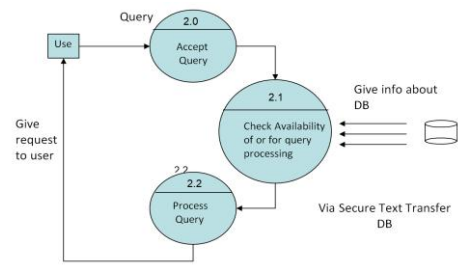 Query
2.0
Use
Accept
Query
2.1
Give info about
DB
Check Availability
of or for query
processing
Give
request
to user
2.2
2.2
Process
Query
Via Secure Text Transfer
DB